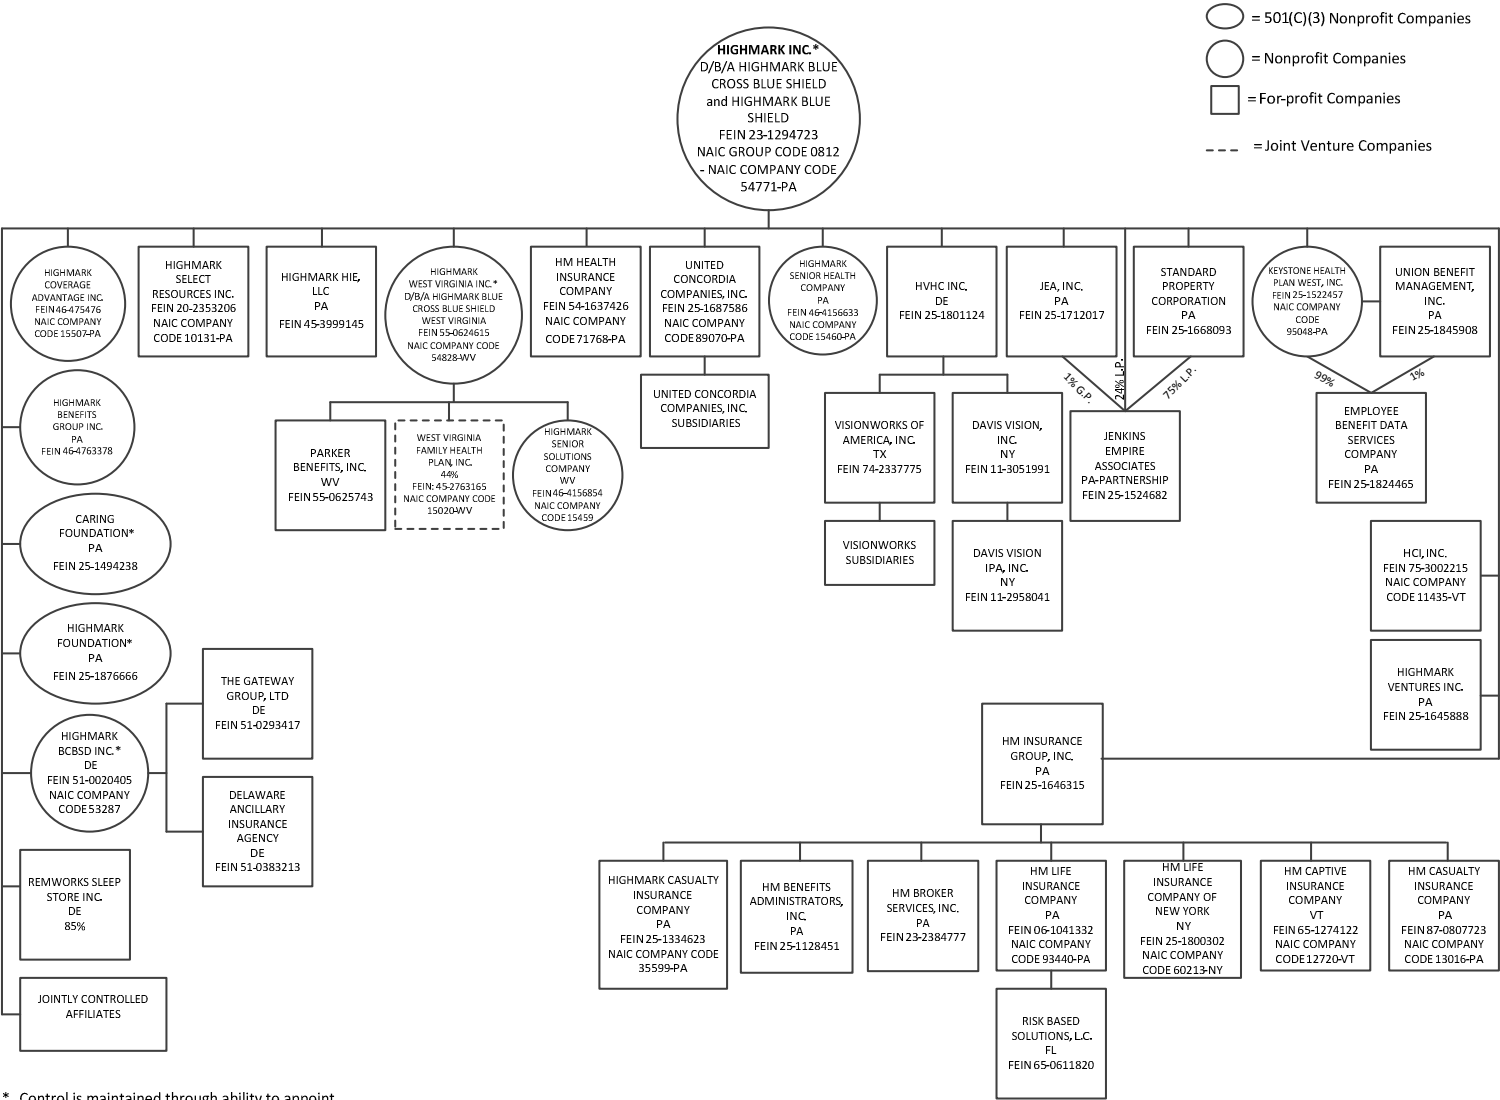 = 501(C)(3) Nonprofit Companies
= Nonprofit Companies
= For-profit Companies
= Joint Venture Companies
HIGHMARK INC.*
D/B/A HIGHMARK BLUE
CROSS BLUE SHIELD
and HIGHMARK BLUE
SHIELD
FEIN 23-1294723
NAIC GROUP CODE 0812
- NAIC COMPANY CODE
54771-PA
HIGHMARK
COVERAGE
ADVANTAGE INC.
FEIN 46-475476
NAIC COMPANY
CODE 15507-PA
HIGHMARK
SELECT
RESOURCES INC.
FEIN 20-2353206
NAIC COMPANY
CODE 10131-PA
HIGHMARK HIE,
LLC
PA
FEIN 45-3999145
HIGHMARK
WEST VIRGINIA INC.*
D/B/A HIGHMARK BLUE
CROSS BLUE SHIELD
WEST VIRGINIA
FEIN 55-0624615
NAIC COMPANY CODE
54828-WV
HM HEALTH
INSURANCE
COMPANY
FEIN 54-1637426
NAIC COMPANY
CODE 71768-PA
UNITED
CONCORDIA
COMPANIES, INC.
FEIN 25-1687586
NAIC COMPANY
CODE 89070-PA
HIGHMARK
SENIOR HEALTH
COMPANY
PA
FEIN 46-4156633
NAIC COMPANY
CODE 15460-PA
HVHC INC.
DE
FEIN 25-1801124
JEA, INC.
PA
FEIN 25-1712017
STANDARD
PROPERTY
CORPORATION
PA
FEIN 25-1668093
KEYSTONE HEALTH
PLAN WEST, INC.
FEIN 25-1522457
NAIC COMPANY
CODE
95048-PA
UNION BENEFIT
MANAGEMENT,
INC.
PA
FEIN 25-1845908
1% G.P.
24% L.P.
75% L.P.
99%
1%
HIGHMARK
BENEFITS
GROUP INC.
PA
FEIN 46-4763378
PARKER
BENEFITS, INC.
WV
FEIN 55-0625743
WEST VIRGINIA
FAMILY HEALTH
PLAN, INC.
44%
FEIN: 45-2763165
NAIC COMPANY CODE
15020-WV
HIGHMARK
SENIOR
SOLUTIONS
COMPANY
WV
FEIN 46-4156854
NAIC COMPANY
CODE 15459
UNITED CONCORDIA
COMPANIES, INC.
SUBSIDIARIES
VISIONWORKS OF
AMERICA, INC.
TX
FEIN 74-2337775
DAVIS VISION,
INC.
NY
FEIN 11-3051991
JENKINS
EMPIRE
ASSOCIATES
PA-PARTNERSHIP
FEIN 25-1524682
EMPLOYEE
BENEFIT DATA
SERVICES
COMPANY
PA
FEIN 25-1824465
CARING
FOUNDATION*
PA
FEIN 25-1494238
VISIONWORKS
SUBSIDIARIES
DAVIS VISION
IPA, INC.
NY
FEIN 11-2958041
HCI, INC.
FEIN 75-3002215
NAIC COMPANY
CODE 11435-VT
HIGHMARK
FOUNDATION*
PA
FEIN 25-1876666
THE GATEWAY
GROUP, LTD
DE
FEIN 51-0293417
HIGHMARK
VENTURES INC.
PA
FEIN 25-1645888
HIGHMARK
BCBSD INC.*
DE
FEIN 51-0020405
NAIC COMPANY
CODE 53287
HM INSURANCE
GROUP, INC.
PA
FEIN 25-1646315
DELAWARE
ANCILLARY
INSURANCE
AGENCY
DE
FEIN 51-0383213
REMWORKS SLEEP
STORE INC.
DE
85%
HIGHMARK CASUALTY
INSURANCE
COMPANY
PA
FEIN 25-1334623
NAIC COMPANY CODE
35599-PA
HM BENEFITS
ADMINISTRATORS,
INC.
PA
FEIN 25-1128451
HM BROKER
SERVICES, INC.
PA
FEIN 23-2384777
HM LIFE
INSURANCE
COMPANY
PA
FEIN 06-1041332
NAIC COMPANY
CODE 93440-PA
HM LIFE
INSURANCE
COMPANY OF
NEW YORK
NY
FEIN 25-1800302
NAIC COMPANY
CODE 60213-NY
HM CAPTIVE
INSURANCE
COMPANY
VT
FEIN 65-1274122
NAIC COMPANY
CODE 12720-VT
HM CASUALTY
INSURANCE
COMPANY
PA
FEIN 87-0807723
NAIC COMPANY
CODE 13016-PA
JOINTLY CONTROLLED
AFFILIATES
RISK BASED
SOLUTIONS, L.C.
FL
FEIN 65-0611820
* Control is maintained through ability to appoint